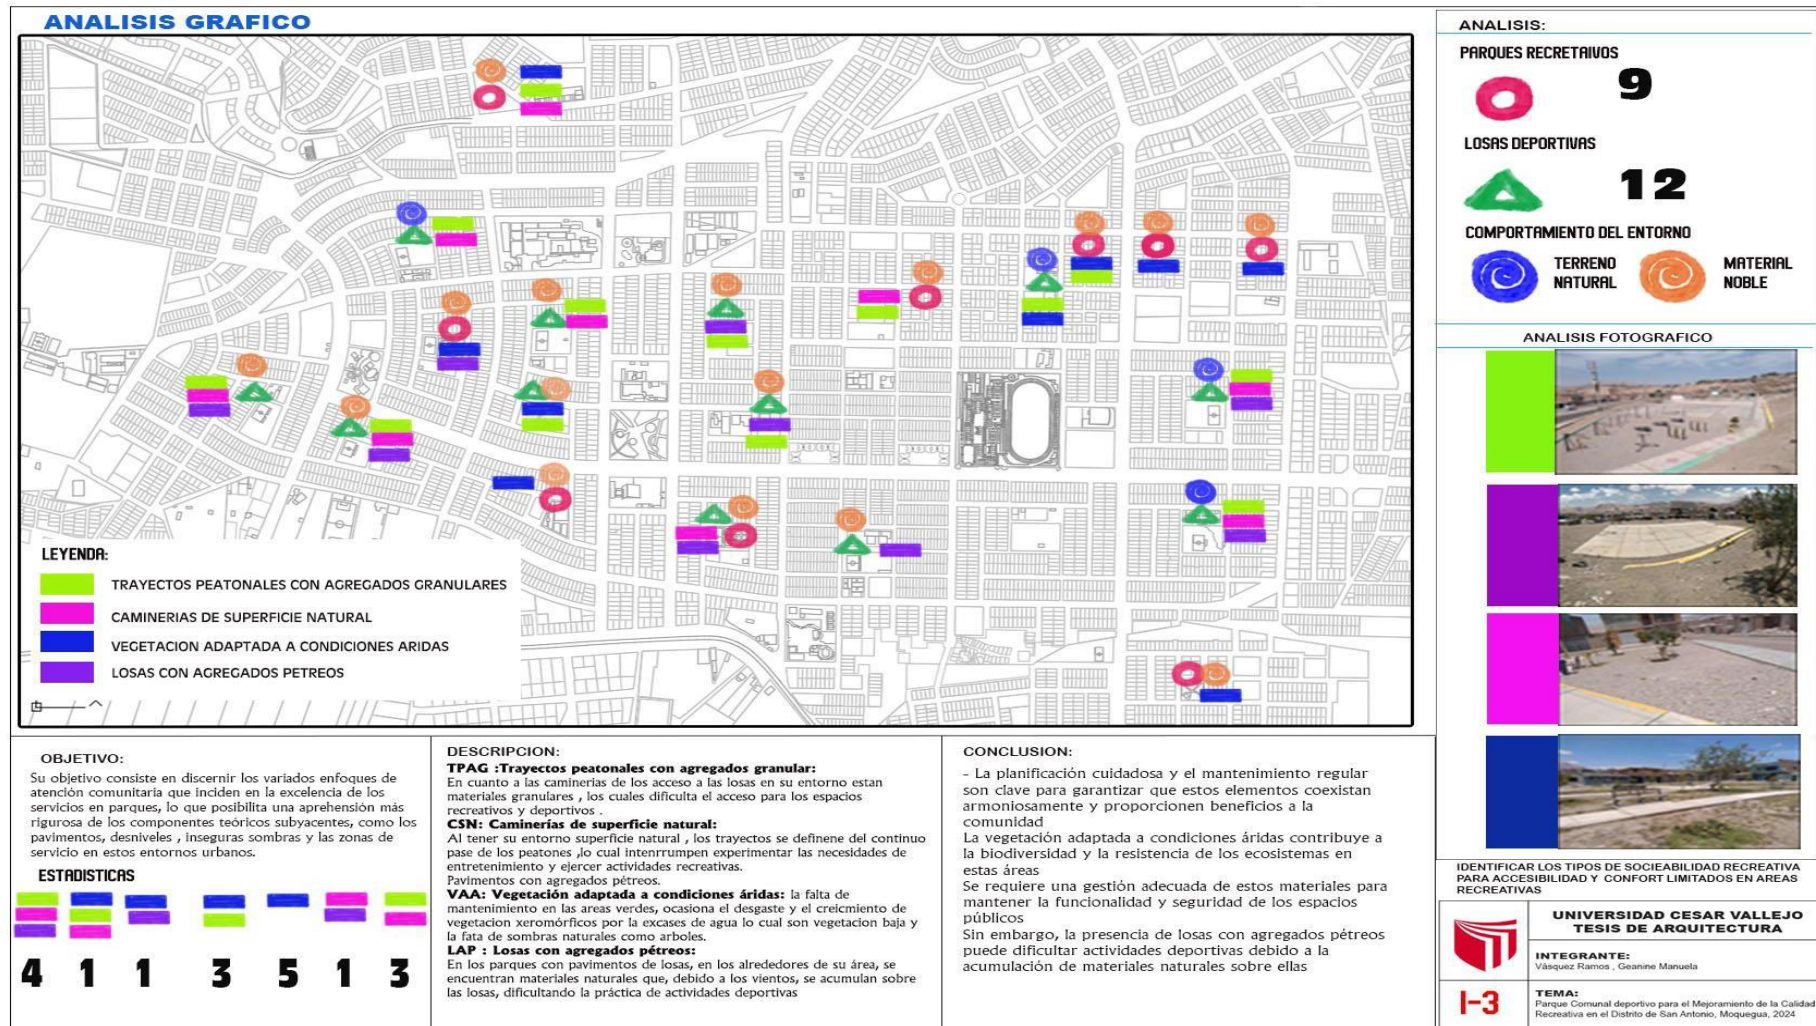 ANALISIS GRAFICO
LEYENDA:
TRAYECTOS PEATONALES CON AGREGADOS GRANULARES
CAMINERIAS DE SUPERFICIE NATURAL
VEGETACION ADAPTADA A CONDICIONES ARIDAS
LOSAS CON AGREGADOS PETREOS
ANALISIS:
PARQUES RECRETAIVOS
9
LOSAS DEPORTIVAS
12
COMPORTAMIENTO DEL ENTORNO
TERRENO
NATURAL
MATERIAL
NOBLE
ANALISIS FOTOGRAFICO
OBJETIVO:
Su objetivo consiste en discernir los variados enfoques de
atención comunitaria que inciden en la excelencia de los
servicios en parques, lo que posibilita una aprehensión más
rigurosa de los componentes teóricos subyacentes, como los
pavimentos, desniveles , inseguras sombras y las zonas de
servicio en estos entornos urbanos.
ESTADISTICAS
4 1 1 3 5 1 3
DESCRIPCION:
TPAG :Trayectos peatonales con agregados granular:
En cuanto a las caminerias de los acceso a las losas en su entorno estan
materiales granulares , los cuales dificulta el acceso para los espacios
recreativos y deportivos .
CSN: Caminerías de superficie natural:
Al tener su entorno superficie natural , los trayectos se definene del continuo
pase de los peatones ,lo cual intenrrumpen experimentar las necesidades de
entretenimiento y ejercer actividades recreativas.
Pavimentos con agregados pétreos.
VAA: Vegetación adaptada a condiciones áridas: la falta de
mantenimiento en las areas verdes, ocasiona el desgaste y el creicmiento de
vegetacion xeromórficos por la excases de agua lo cual son vegetacion baja y
la fata de sombras naturales como arboles.
LAP : Losas con agregados pétreos:
En los parques con pavimentos de losas, en los alrededores de su área, se
encuentran materiales naturales que, debido a los vientos, se acumulan sobre
las losas, dificultando la práctica de actividades deportivas
CONCLUSION:
- La planificación cuidadosa y el mantenimiento regular
son clave para garantizar que estos elementos coexistan
armoniosamente y proporcionen beneficios a la
comunidad
La vegetación adaptada a condiciones áridas contribuye a
la biodiversidad y la resistencia de los ecosistemas en
estas áreas
Se requiere una gestión adecuada de estos materiales para
mantener la funcionalidad y seguridad de los espacios
públicos
Sin embargo, la presencia de losas con agregados pétreos
puede dificultar actividades deportivas debido a la
acumulación de materiales naturales sobre ellas
IDENTIFICAR LOS TIPOS DE SOCIEABILIDAD RECREATIVA
PARA ACCESIBILIDAD Y CONFORT LIMITADOS EN AREAS
RECREATIVAS
UNIVERSIDAD CESAR VALLEJO
TESIS DE ARQUITECTURA
INTEGRANTE:
Vásquez Ramos , Geanine Manuela
I-3
TEMA:
Parque Comunal deportivo para el Mejoramiento de la Calidad
Recreativa en el Distrito de San Antonio, Moquegua, 2024